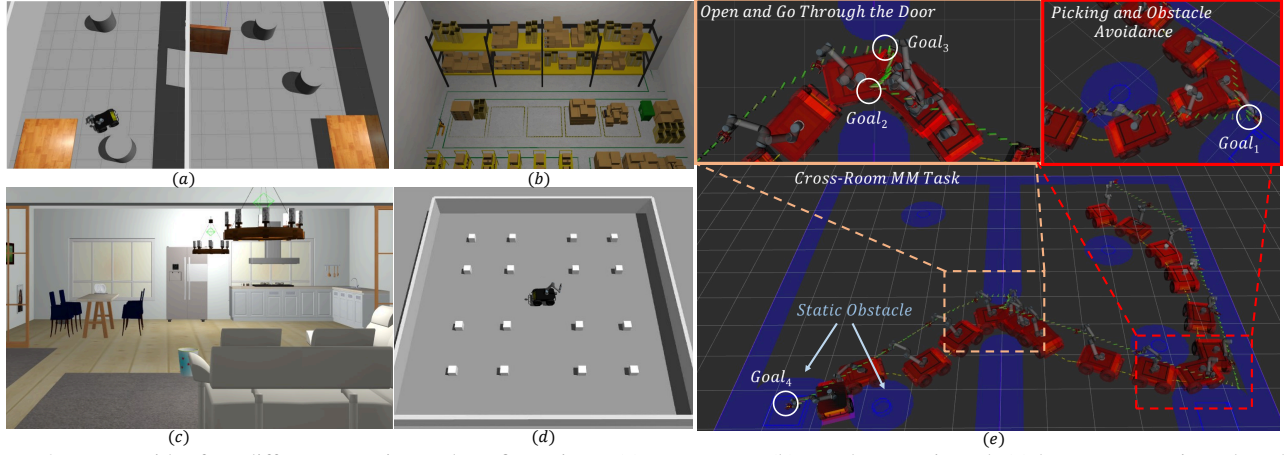 Open and Go Through the Door
Goal3
Goal2
Picking and Obstacle
Avoidance
Goal1
(a)
(b)
Cross-Room MM Task
Static Obstacle
Goal4
(c)
(d)
(e)